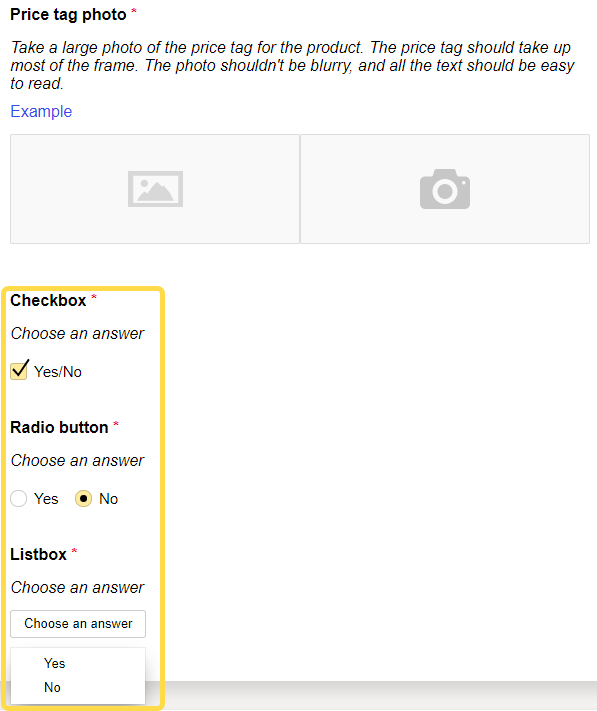 Price tag photo *
Take a large photo of the price tag for the product. The price tag should take up
most of the frame. The photo shouldn't be blurry, and all the text should be easy
to read.
Example
Checkbox *
Choose an answer
Yes/No
Radio button *
Choose an answer
Yes No
Listbox *
Choose an answer
Choose an answer
Yes
No